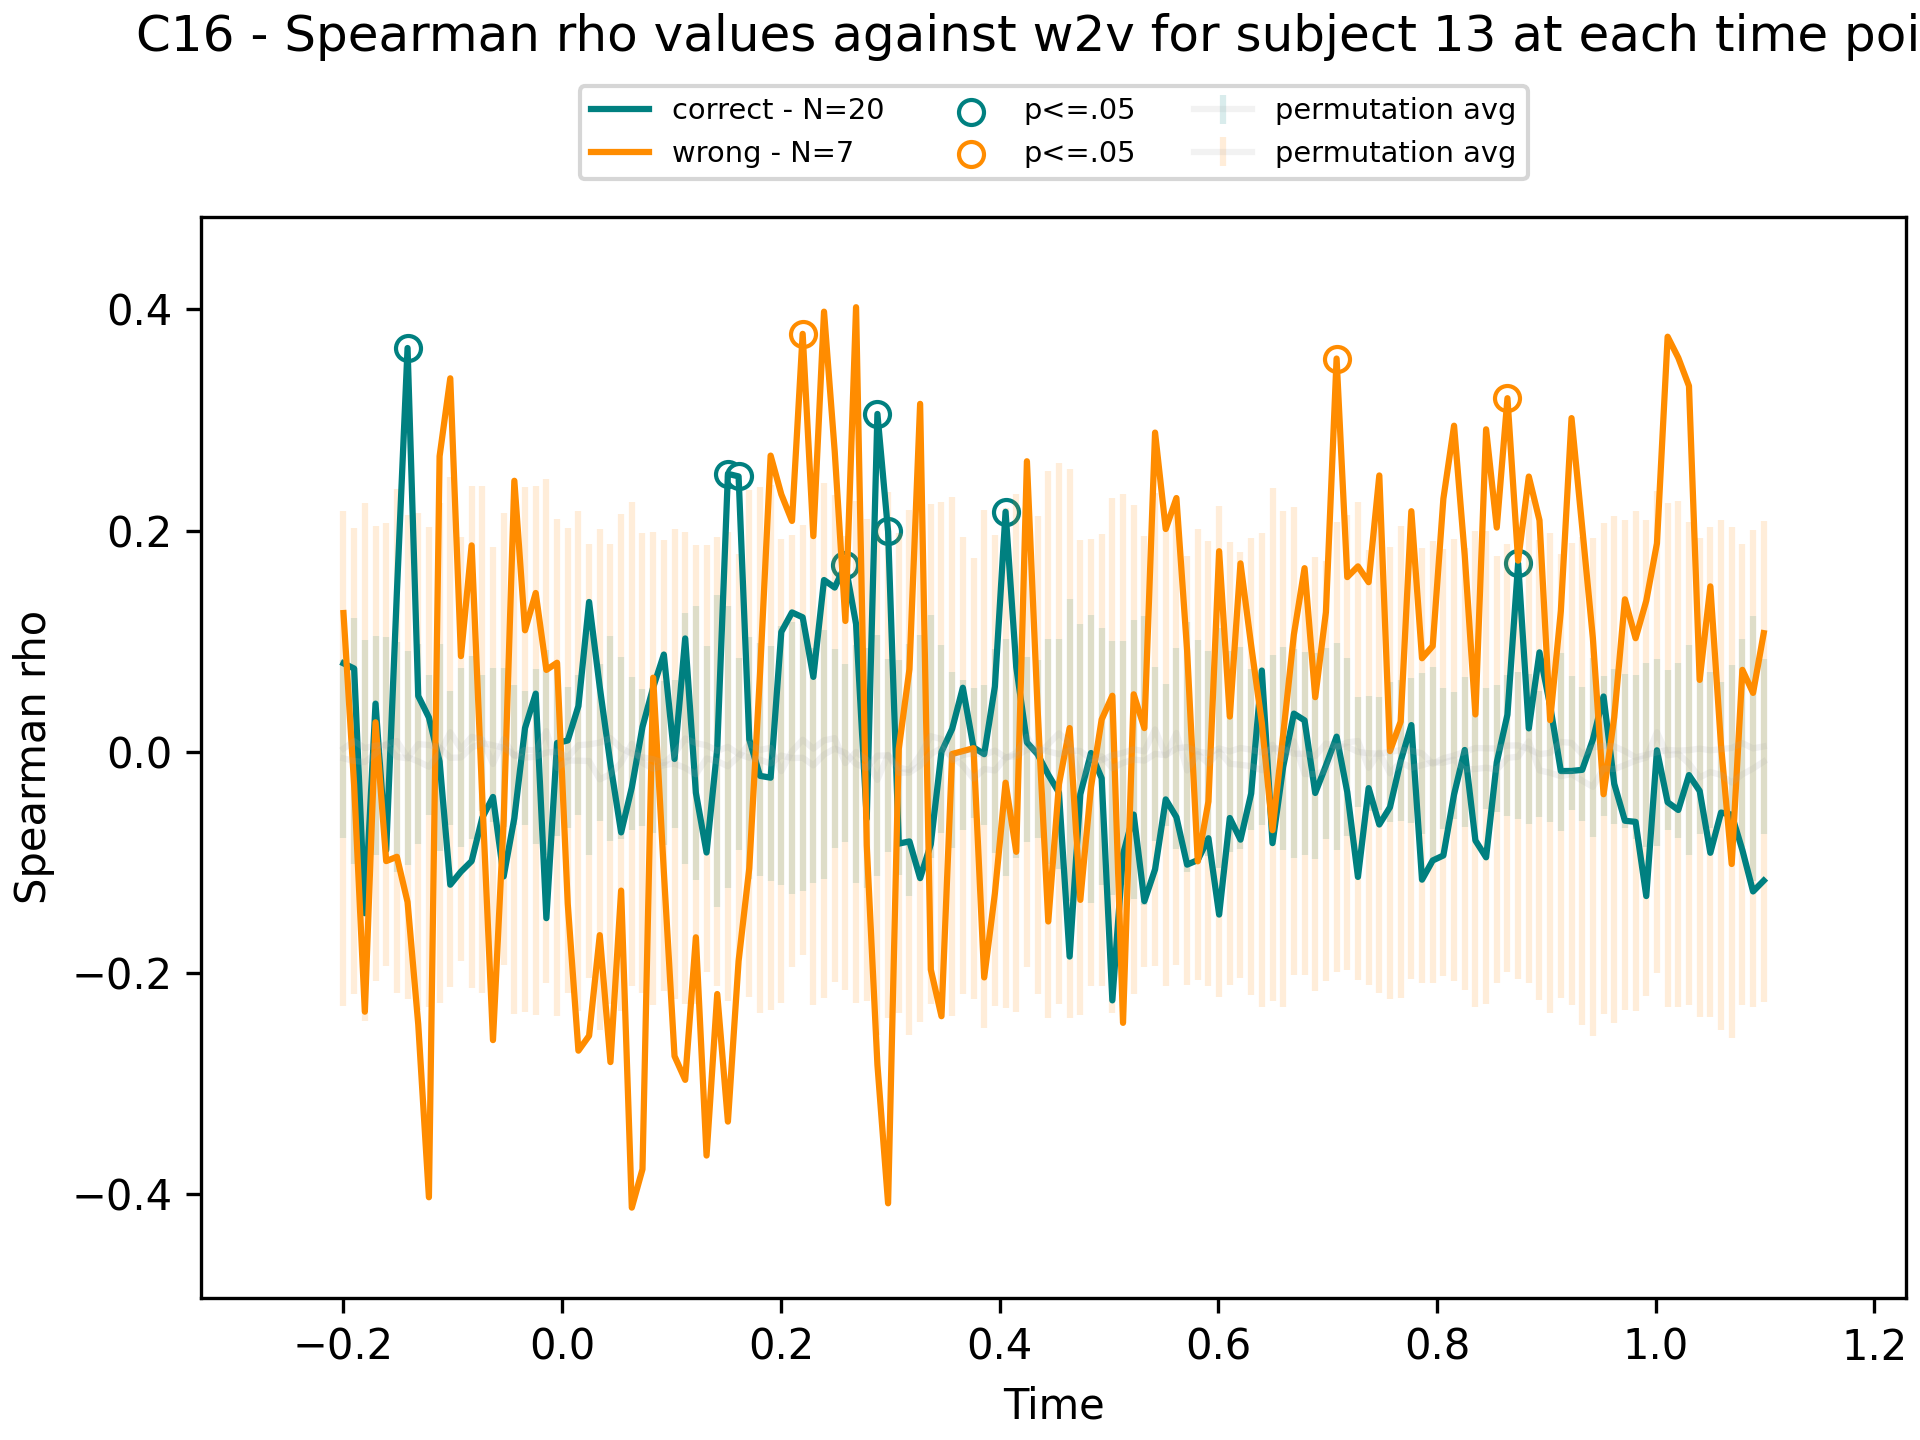 C16 - Spearman rho values against w2v for subject 13 at each time poi
correct - N=20
wrong - N=7
p<=.05
p<=.05
permutation avg
permutation avg
Spearman rho
0.4
0.2
0.0
−0.2
−0.4
−0.2 0.0 0.2 0.4 0.6 0.8 1.0 1.2
Time